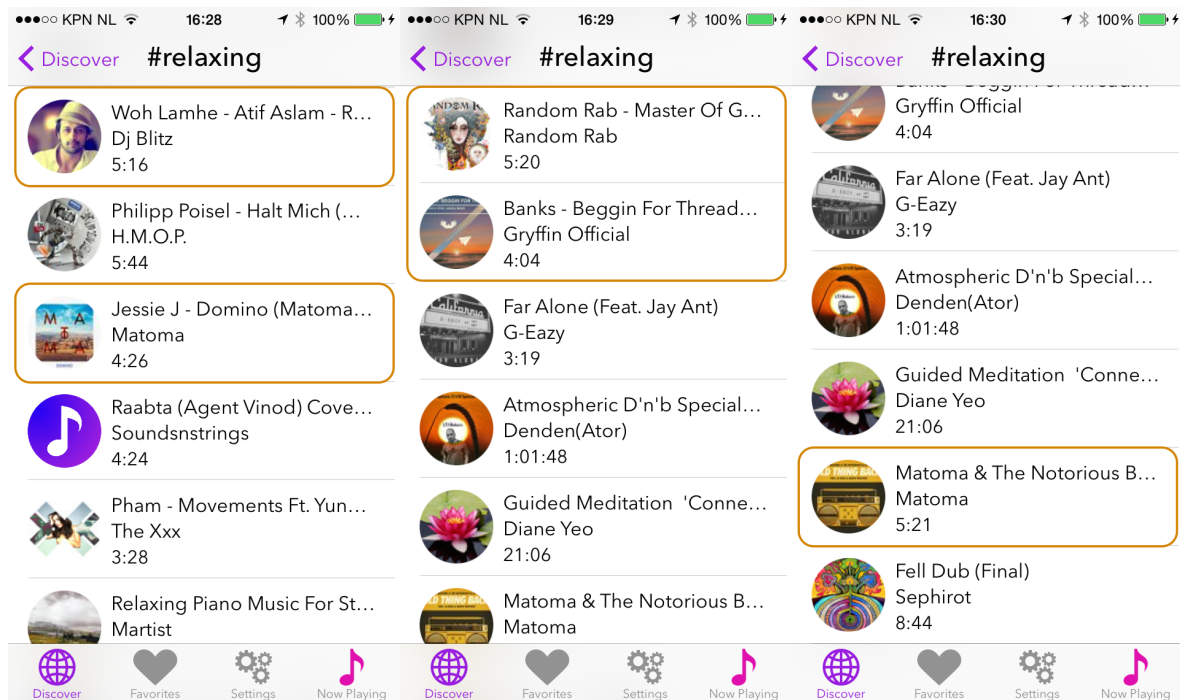 KPN NL 16:28 100%
Discover #relaxing
Woh Lamhe - Atif Aslam - R...
Dj Blitz
5:16
Philipp Poisel - Halt Mich (...
H.M.O.P.
5:44
Jessie J - Domino (Matoma...
Matoma
4:26
Raabta (Agent Vinod) Cove...
Soundsnstrings
4:24
Pham - Movements Ft. Yun...
The Xxx
3:28
Relaxing Piano Music For St...
Martist
Discover Favorites Settings Now Playing
KPN NL 16:29 100%
Discover #relaxing
Random Rab - Master Of G...
Random Rab
5:20
Banks - Beggin For Thread...
Gryffin Official
4:04
Far Alone (Feat. Jay Ant)
G-Eazy
3:19
Atmospheric D'n'b Special...
Denden(Ator)
1:01:48
Guided Meditation 'Conne...
Diane Yeo
21:06
Matoma & The Notorious B...
Matoma
Discover Favorites Settings Now Playing
KPN NL 16:30 100%
Discover #relaxing
Banks - Beggin For Thread...
Gryffin Official
4:04
Far Alone (Feat. Jay Ant)
G-Eazy
3:19
Atmospheric D'n'b Special...
Denden(Ator)
1:01:48
Guided Meditation 'Conne...
Diane Yeo
21:06
Matoma & The Notorious B...
Matoma
5:21
Fell Dub (Final)
Sephirot
8:44
Discover Favorites Settings Now Playing